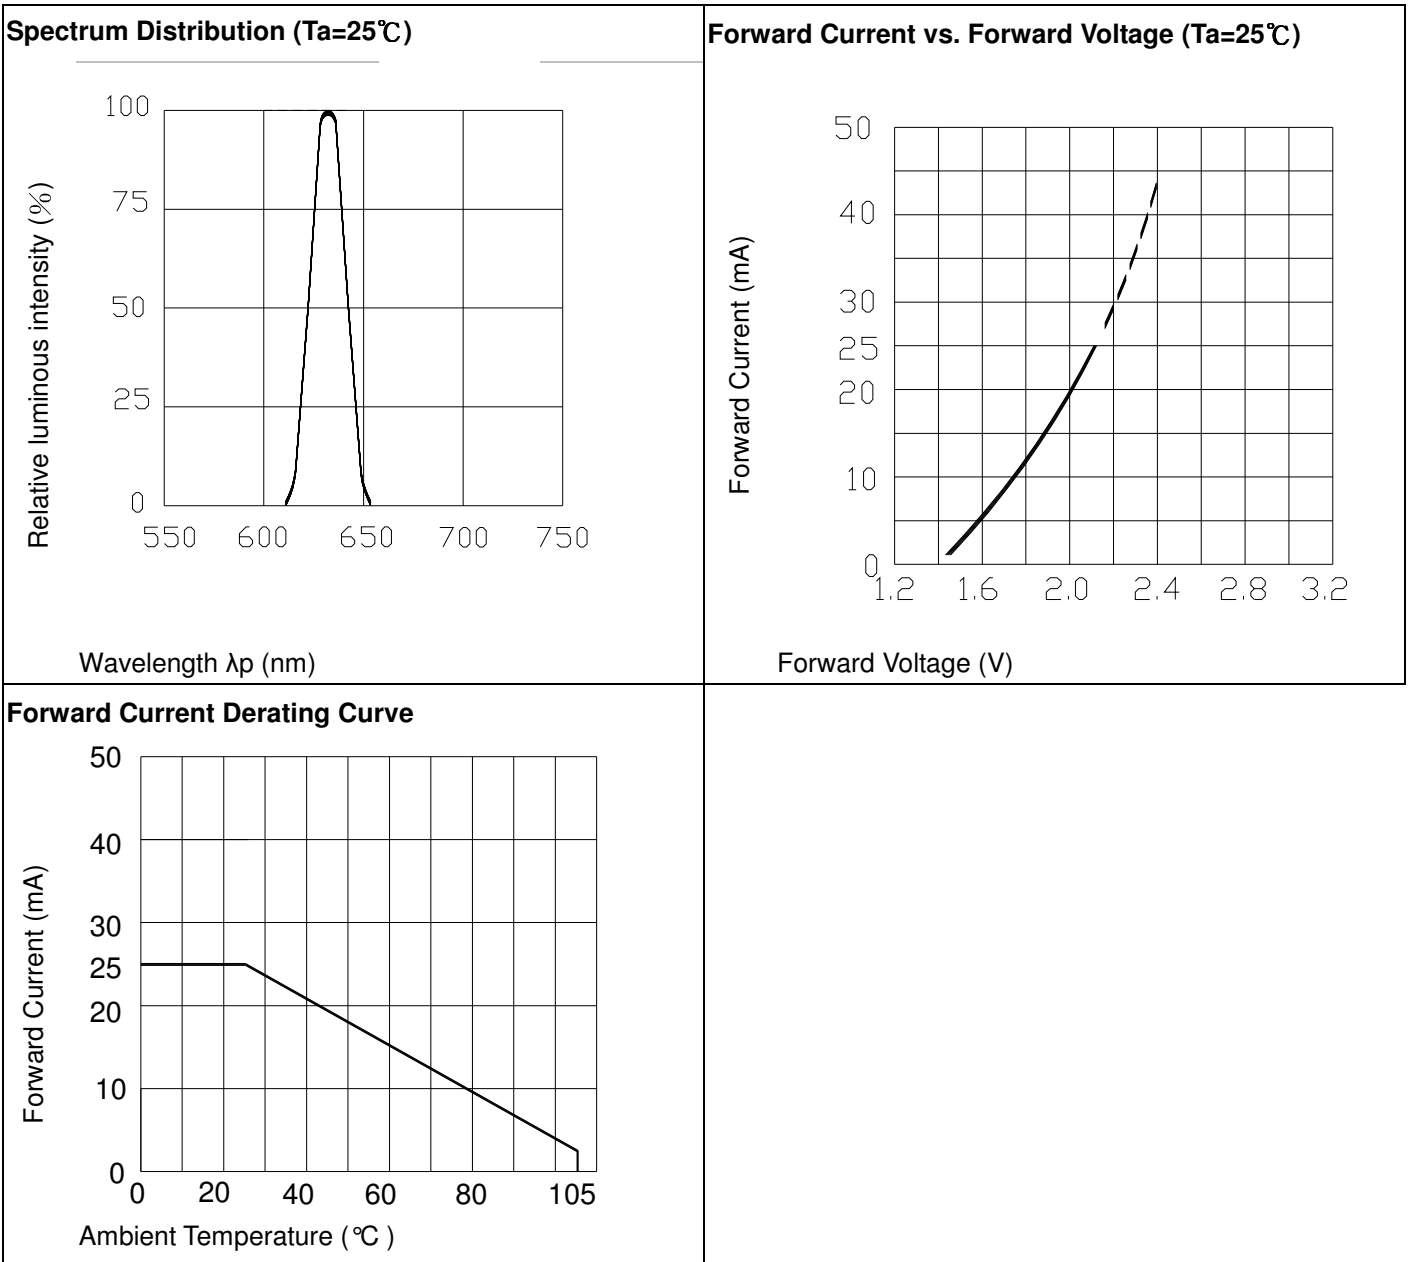 Spectrum Distribution (Ta=25℃)
100
75
50
25
0
550 600 650 700 750
Relative luminous intensity (%)
Wavelength λp (nm)
Forward Current vs. Forward Voltage (Ta=25℃)
50
40
30
25
20
10
0
1.2 1.6 2.0 2.4 2.8 3.2
Forward Current (mA)
Forward Voltage (V)
Forward Current Derating Curve
50
40
30
25
20
10
0
0 20 40 60 80 105
Forward Current (mA)
Ambient Temperature ( ℃ )